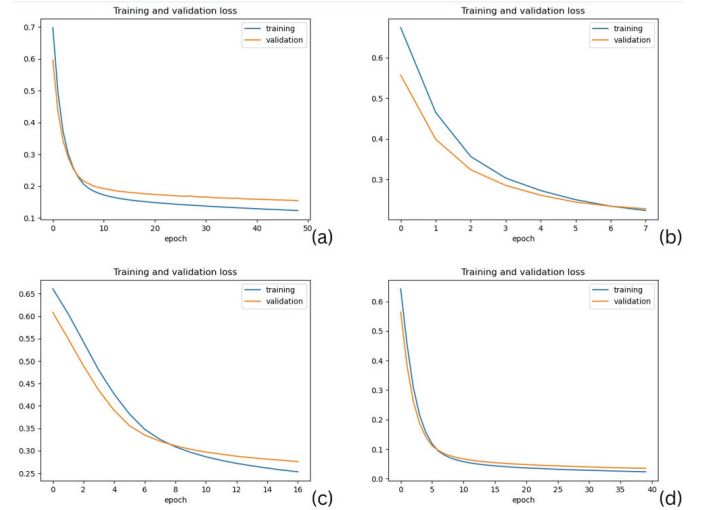 Training and validation loss
training
validation
0.7
0.6
0.5
0.4
0.3
0.2
0.1
0 10 20 30 40 50
epoch
(a)
Training and validation loss
training
validation
0.6
0.5
0.4
0.3
0 1 2 3 4 5 6 7
epoch
(b)
Training and validation loss
training
validation
0.65
0.60
0.55
0.50
0.45
0.40
0.35
0.30
0.25
0 2 4 6 8 10 12 14 16
epoch
(c)
Training and validation loss
training
validation
0.6
0.5
0.4
0.3
0.2
0.1
0.0
0 5 10 15 20 25 30 35 40
epoch
(d)